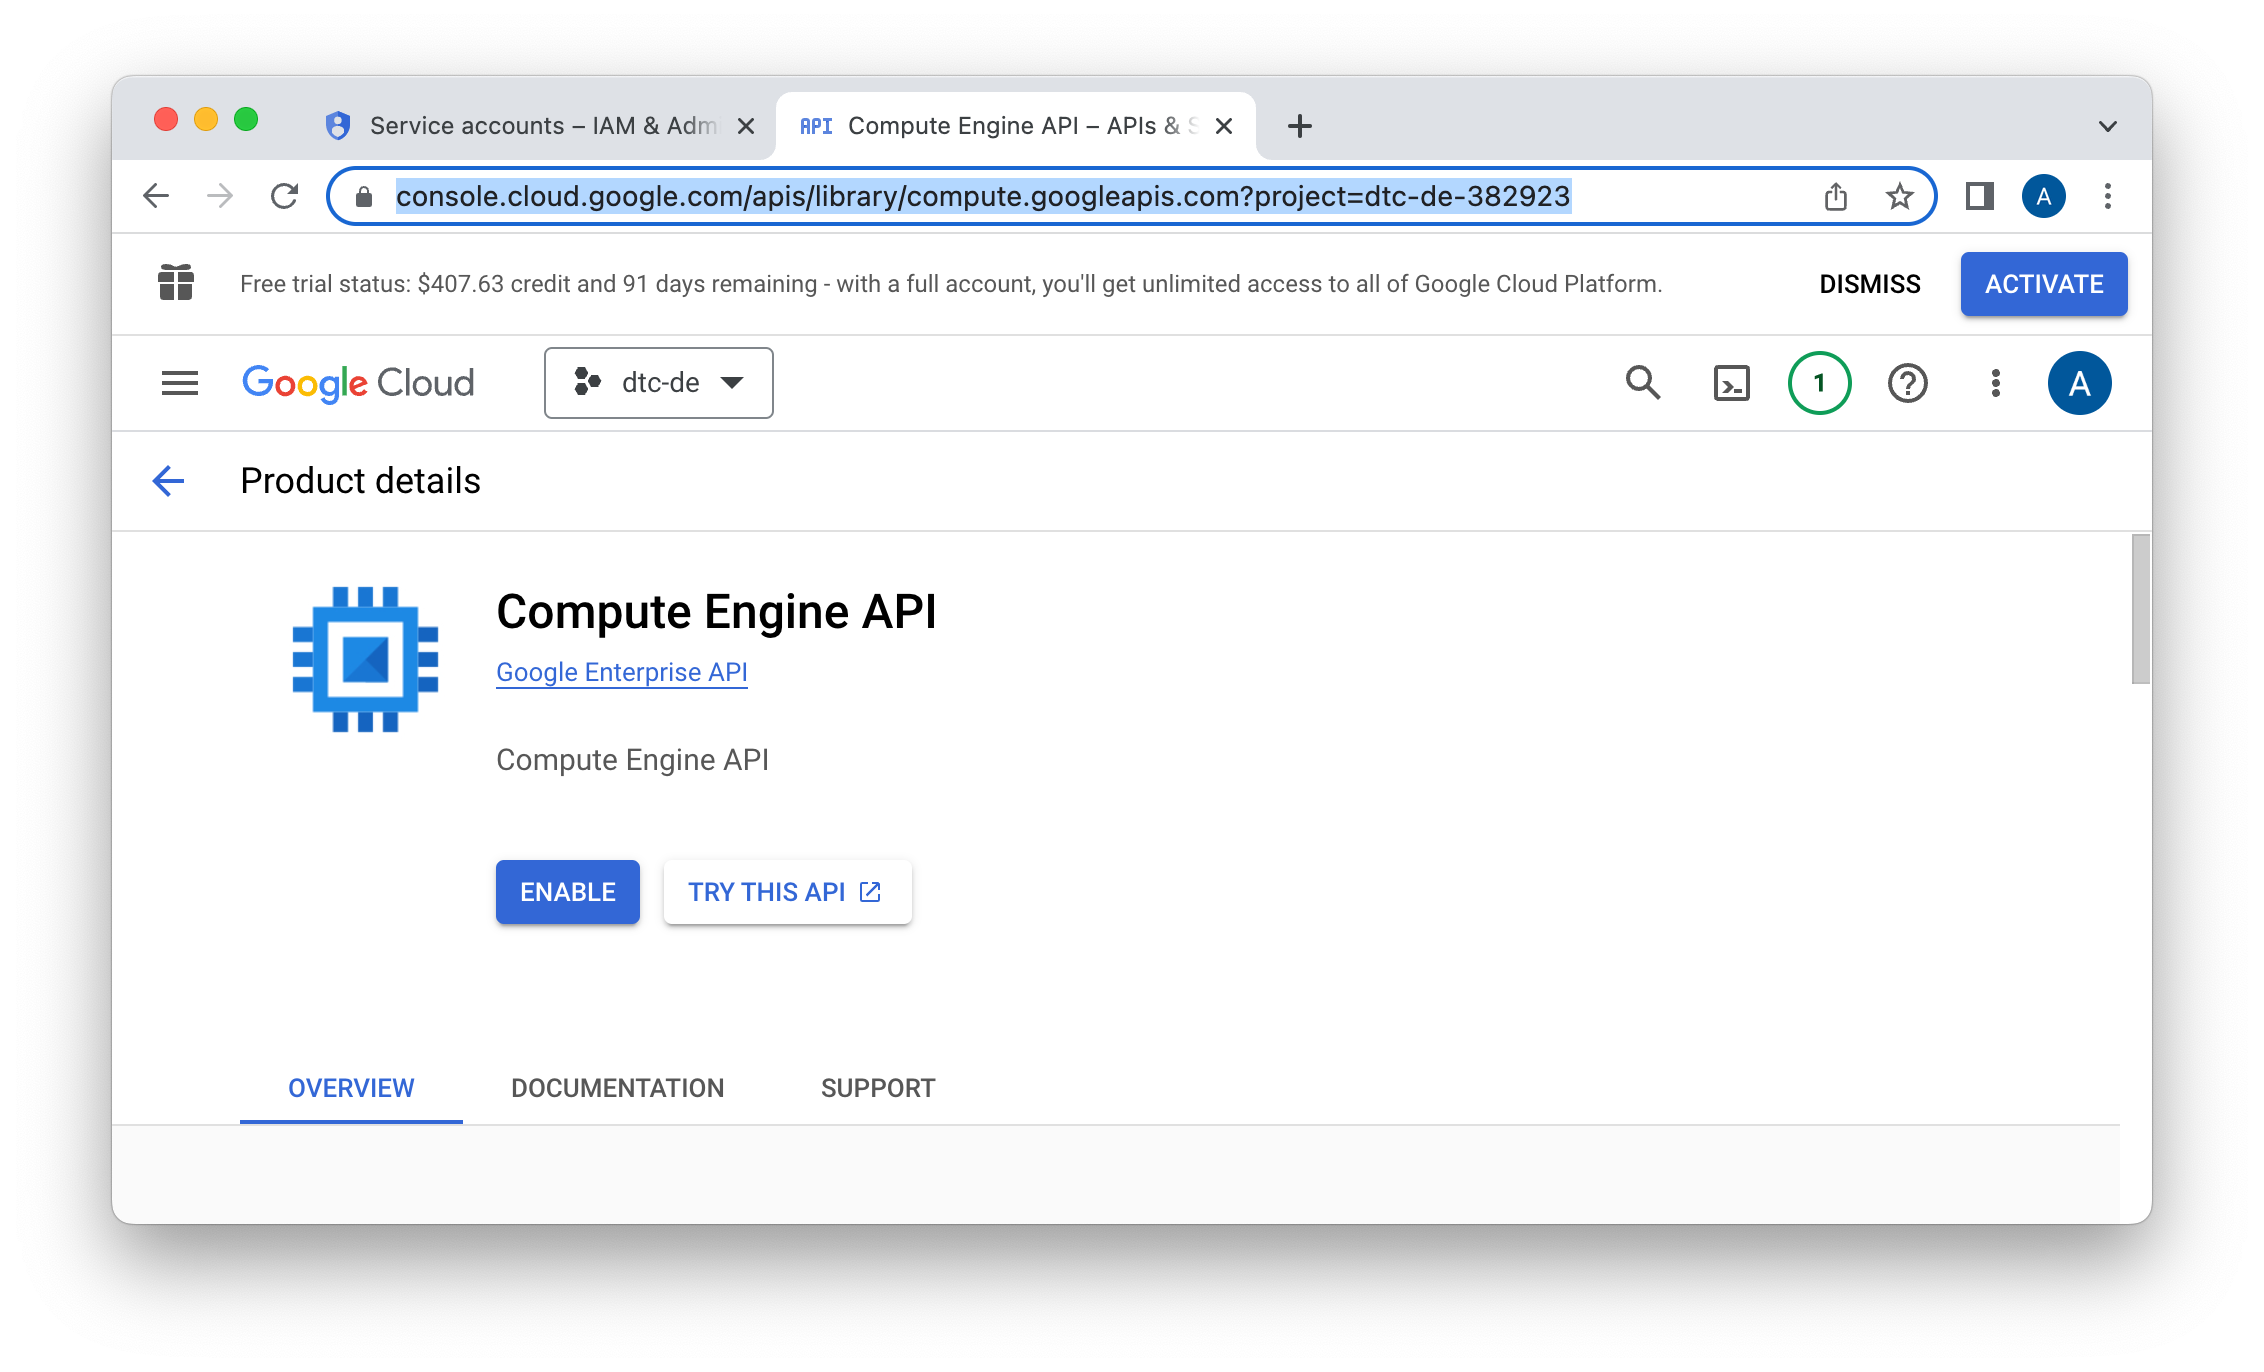 Service accounts – IAM & Adm
API Compute Engine API – APIs & S
console.cloud.google.com/apis/library/compute.googleapis.com?project=dtc-de-382923
A
Free trial status: $407.63 credit and 91 days remaining - with a full account, you'll get unlimited access to all of Google Cloud Platform.
DISMISS
ACTIVATE
Google Cloud
dtc-de
1
A
Product details
Compute Engine API
Google Enterprise API
Compute Engine API
ENABLE
TRY THIS API
OVERVIEW
DOCUMENTATION
SUPPORT